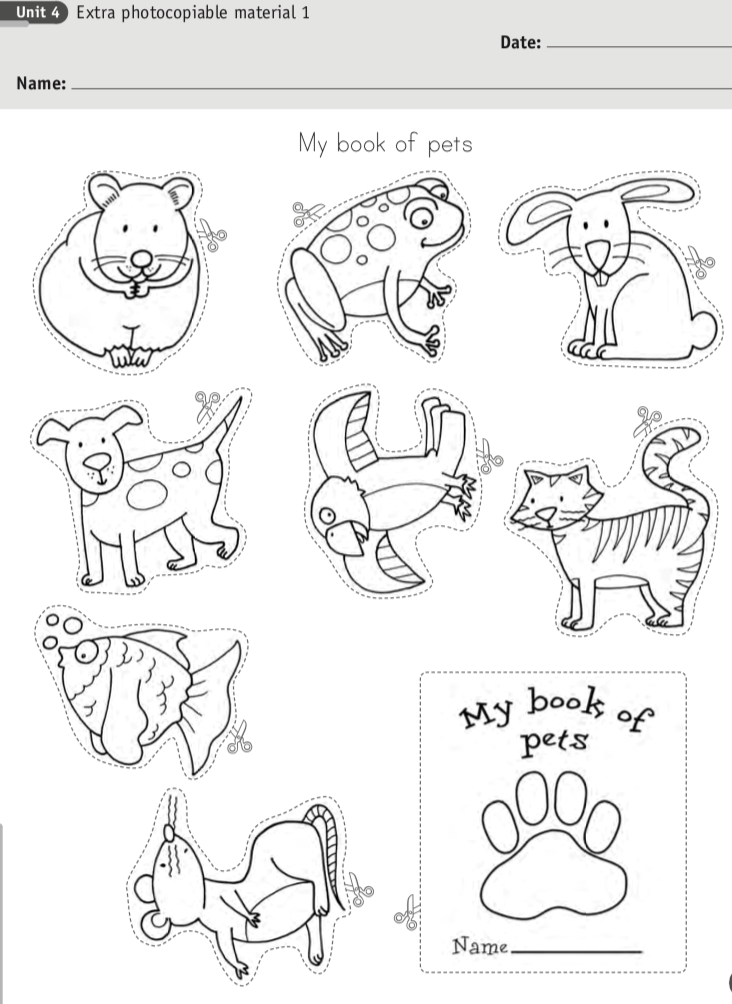 Unit 4 Extra photocopiable material 1
Date:
Name:
My book of pets
My book of
pets
Name